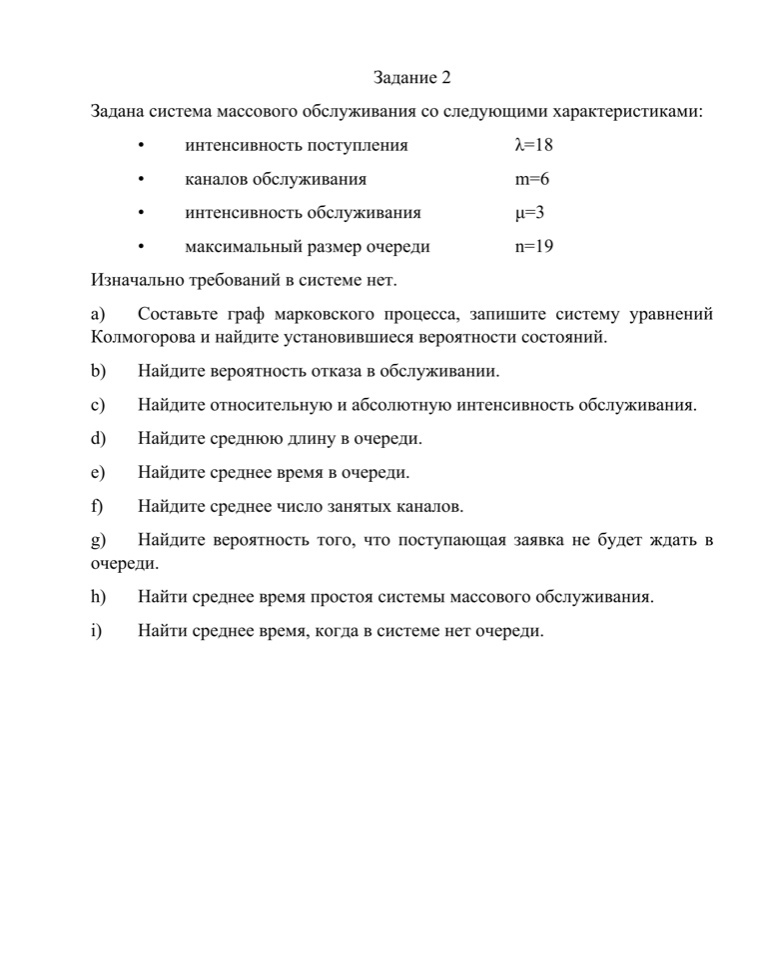 Задание 2
Задана система массового обслуживания со следующими характеристиками:
• интенсивность поступления λ=18
• каналов обслуживания m=6
• интенсивность обслуживания μ=3
• максимальный размер очереди n=19
Изначально требований в системе нет.
a) Составьте граф марковского процесса, запишите систему уравнений
Колмогорова и найдите установившиеся вероятности состояний.
b) Найдите вероятность отказа в обслуживании.
c) Найдите относительную и абсолютную интенсивность обслуживания.
d) Найдите среднюю длину в очереди.
e) Найдите среднее время в очереди.
f) Найдите среднее число занятых каналов.
g) Найдите вероятность того, что поступающая заявка не будет ждать в
очереди.
h) Найти среднее время простоя системы массового обслуживания.
i) Найти среднее время, когда в системе нет очереди.